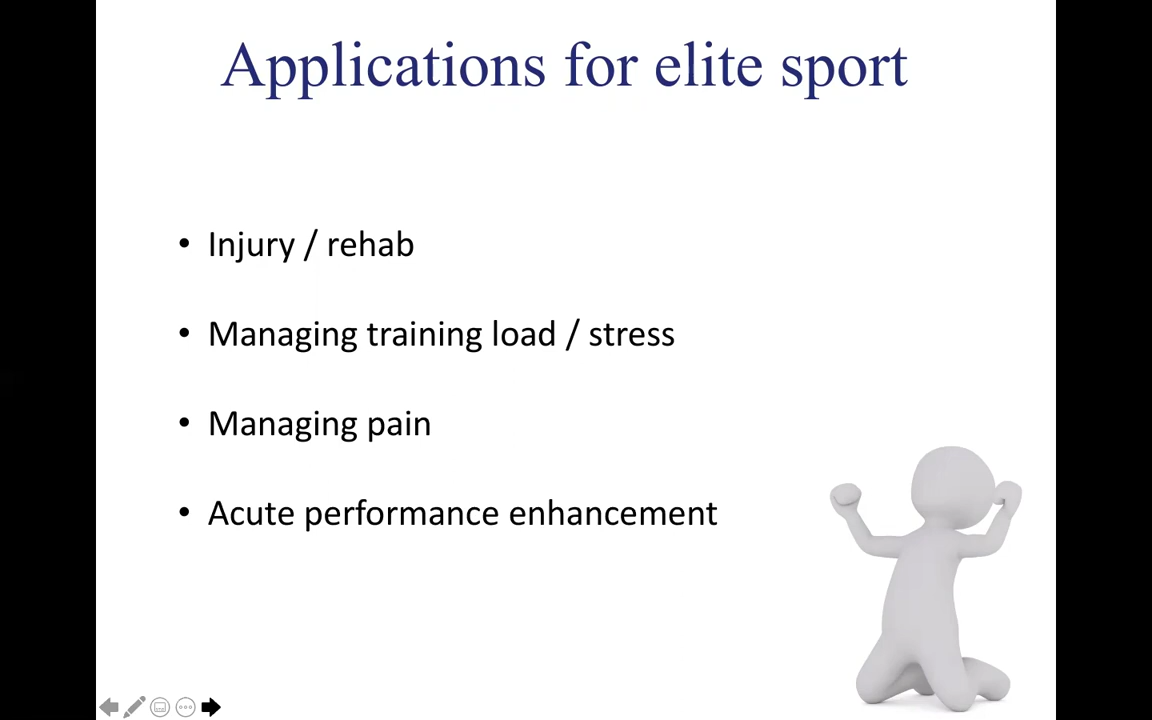 Applications for elite sport
• Injury / rehab
• Managing training load / stress
• Managing pain
• Acute performance enhancement